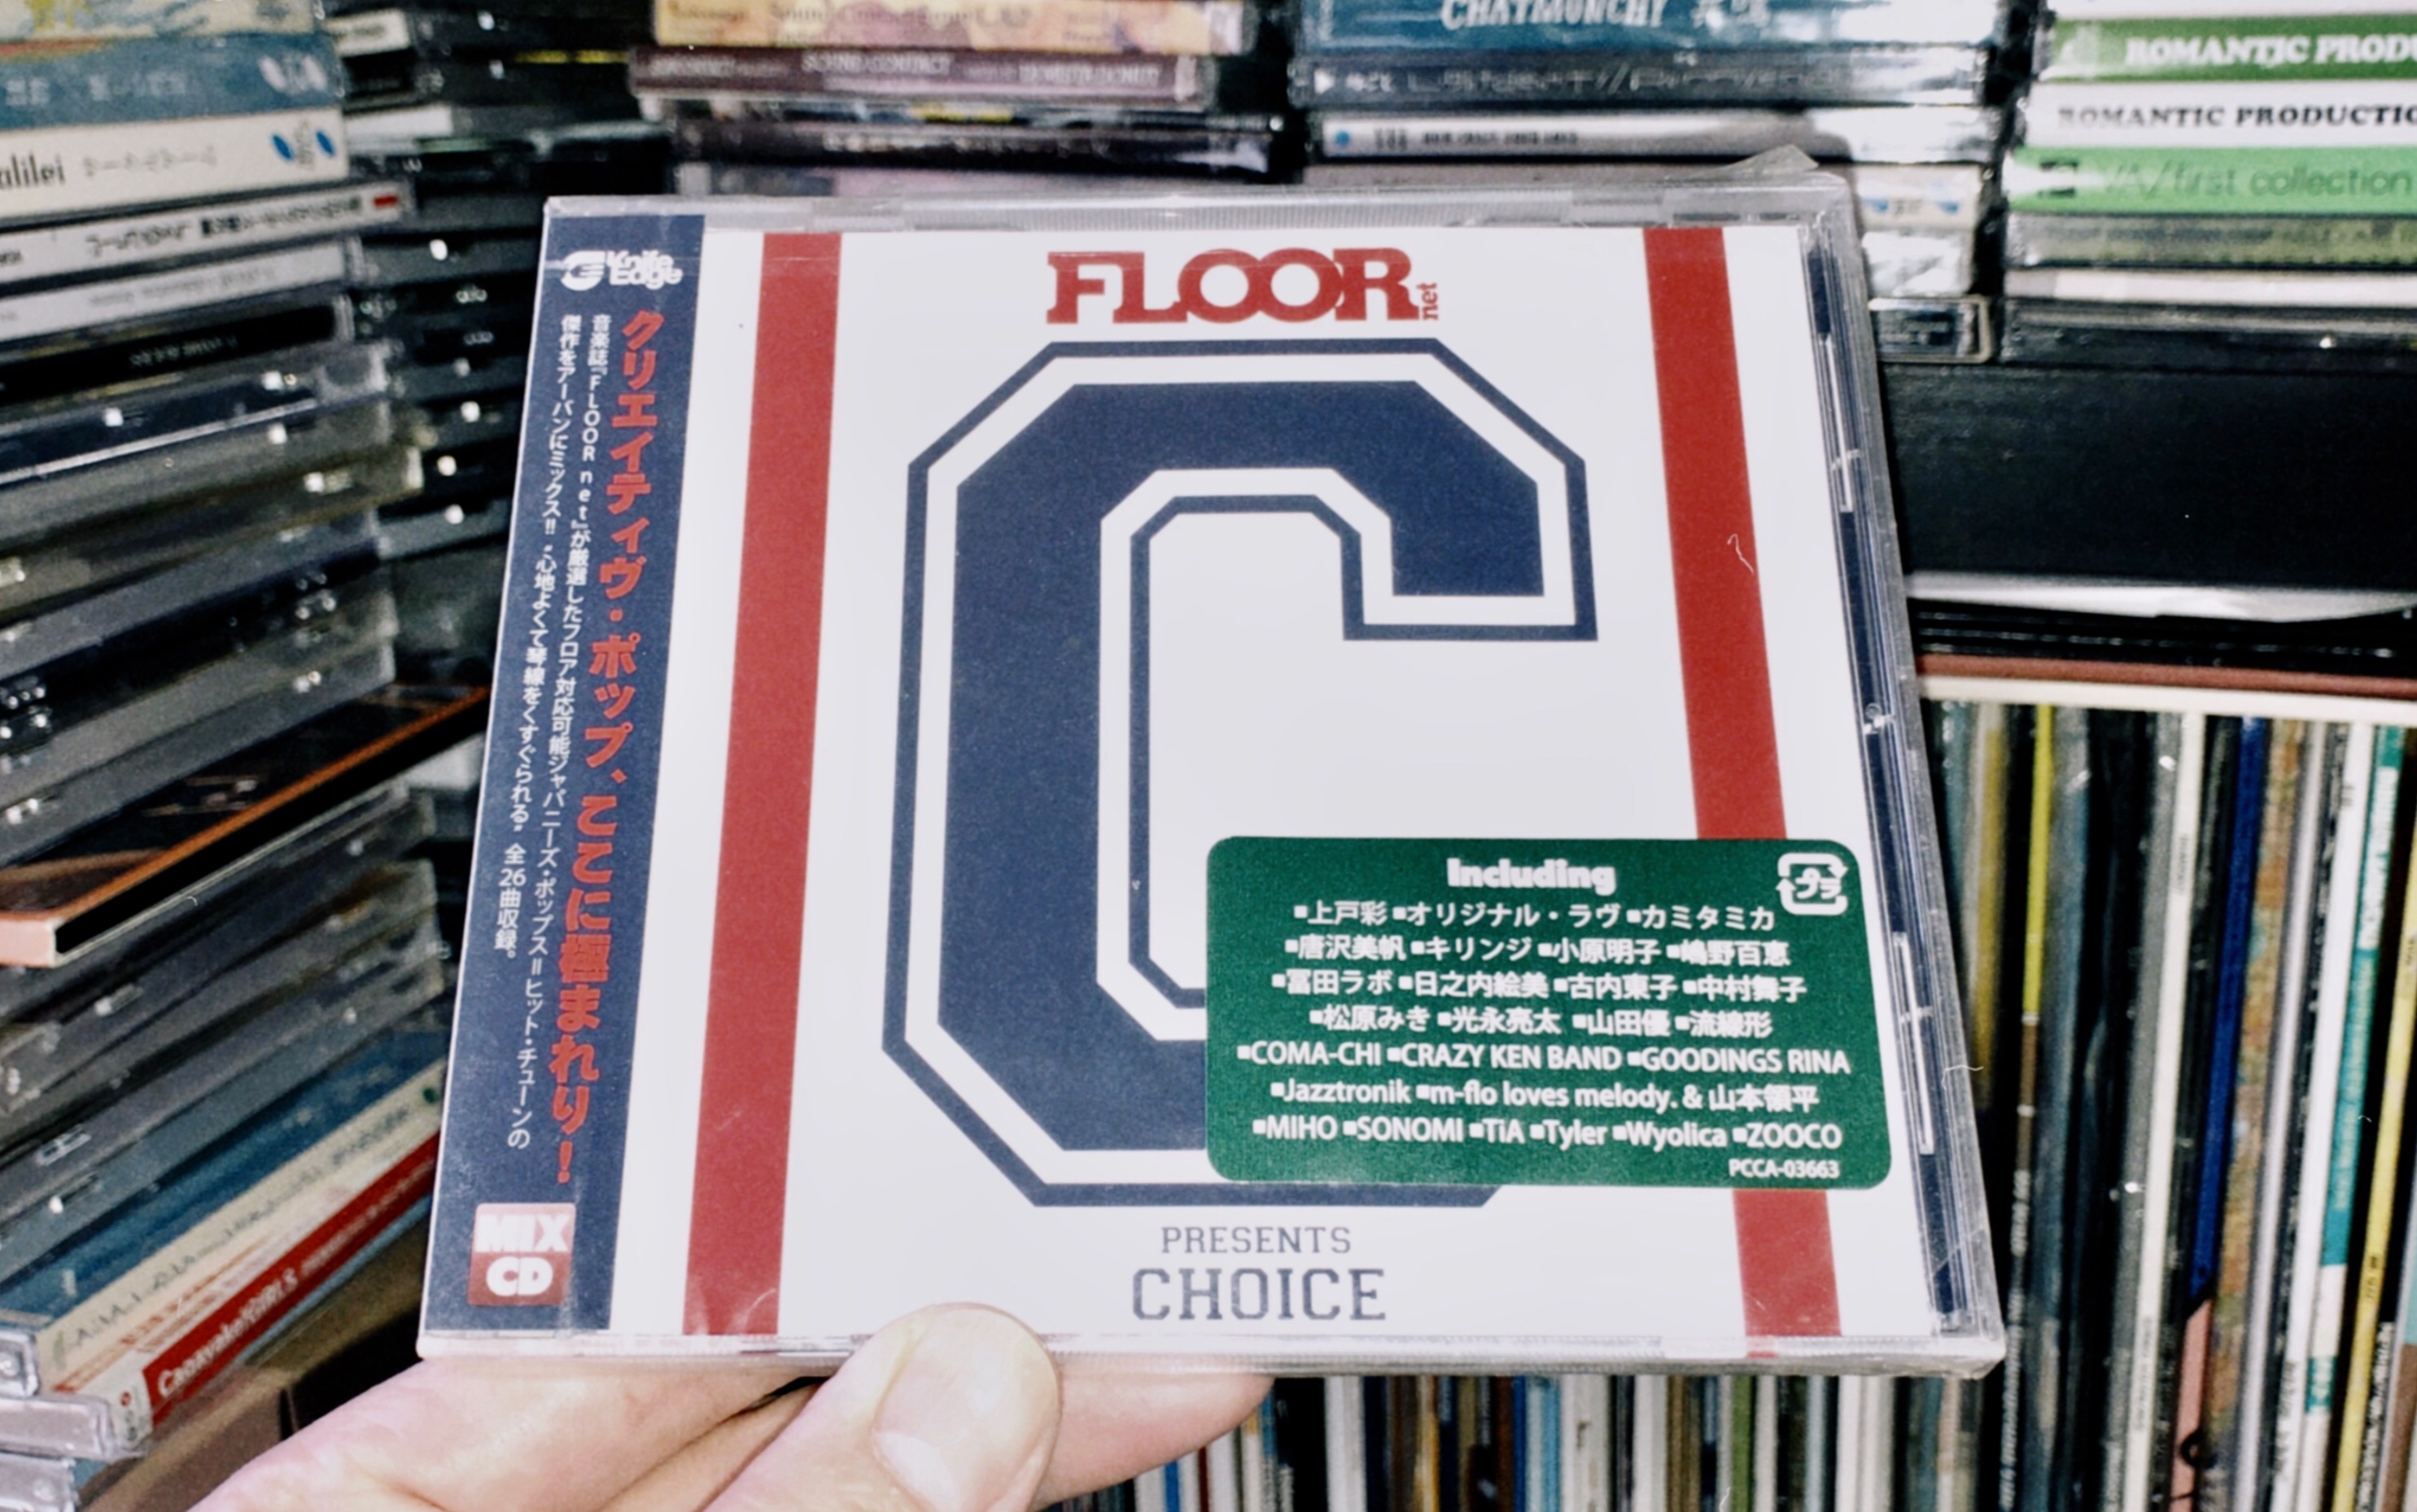 CHATMONCHY
SOUND CONTACT
ROMANTIC PRODU
ROMANTIC PRODUCTIO
V/A/first collection
alilei
Knife Edge
クリエイティヴ・ポップ、ここに極まれり!
音楽誌『FLOOR net』が厳選したフロア対応可能ジャパニーズ・ポップス=ヒット・チューンの
傑作をアーバンにミックス!! “心地よくて琴線をくすぐられる” 全26曲収録。
MIX
CD
FLOOR net
C
Including
プラ
▪上戸彩 ▪オリジナル・ラヴ ▪カミタミカ
▪唐沢美帆 ▪キリンジ ▪小原明子 ▪嶋野百恵
▪冨田ラボ ▪日之内絵美 ▪古内東子 ▪中村舞子
▪松原みき ▪光永亮太 ▪山田優 ▪流線形
▪COMA-CHI ▪CRAZY KEN BAND ▪GOODINGS RINA
▪Jazztronik ▪m-flo loves melody. & 山本領平
▪MIHO ▪SONOMI ▪TiA ▪Tyler ▪Wyolica ▪ZOOCO
PCCA-03663
PRESENTS
CHOICE